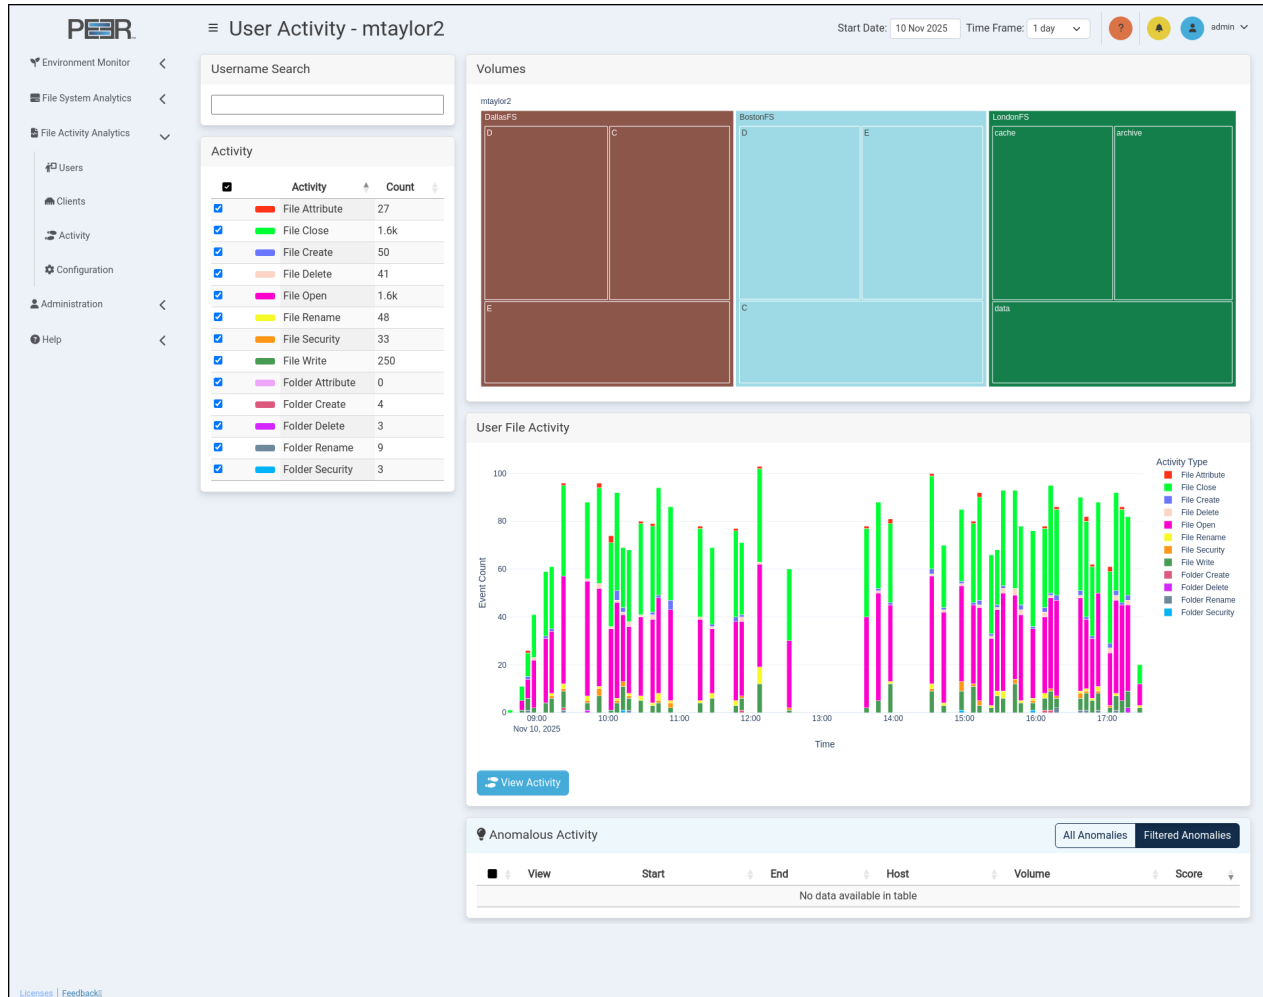 PEER
User Activity - mtaylor2
Start Date: 10 Nov 2025 Time Frame: 1 day
?
admin
Environment Monitor
File System Analytics
File Activity Analytics
Users
Clients
Activity
Configuration
Administration
Help
Username Search
Activity
Activity Count
File Attribute 27
File Close 1.6k
File Create 50
File Delete 41
File Open 1.6k
File Rename 48
File Security 33
File Write 250
Folder Attribute 0
Folder Create 4
Folder Delete 3
Folder Rename 9
Folder Security 3
Volumes
mtaylor2
DallasFS BostonFS LondonFS
D C D E cache archive
E C data
User File Activity
Activity Type
File Attribute
File Close
File Create
File Delete
File Open
File Rename
File Security
File Write
Folder Create
Folder Delete
Folder Rename
Folder Security
Event Count
100
80
60
40
20
0
09:00 10:00 11:00 12:00 13:00 14:00 15:00 16:00 17:00
Nov 10, 2025
Time
View Activity
Anomalous Activity
All Anomalies Filtered Anomalies
View Start End Host Volume Score
No data available in table
Licenses | Feedback